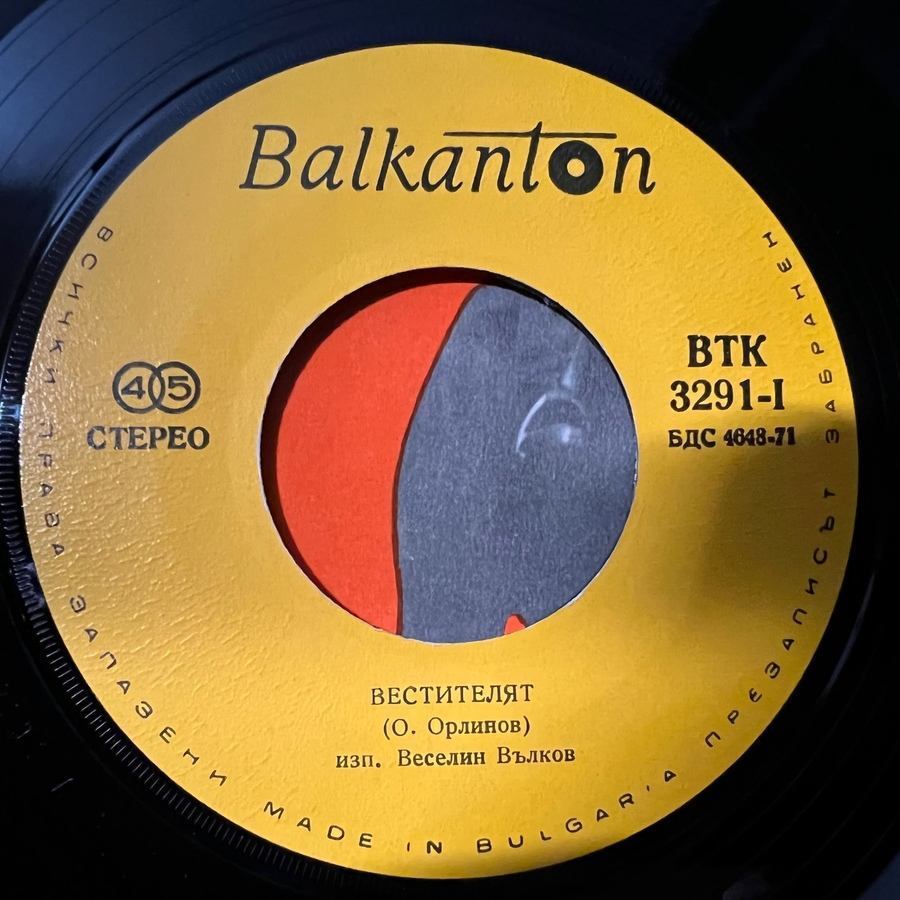 Balkanton
45
СТЕРЕО
ВТК
3291-I
БДС 4648-71
ВЕСТИТЕЛЯТ
(О. Орлинов)
изп. Веселин Вълков
ВСИЧКИ ПРАВА ЗАПАЗЕНИ MADE IN BULGARIA ПРЕЗАПИСЪТ ЗАБРАНЕН